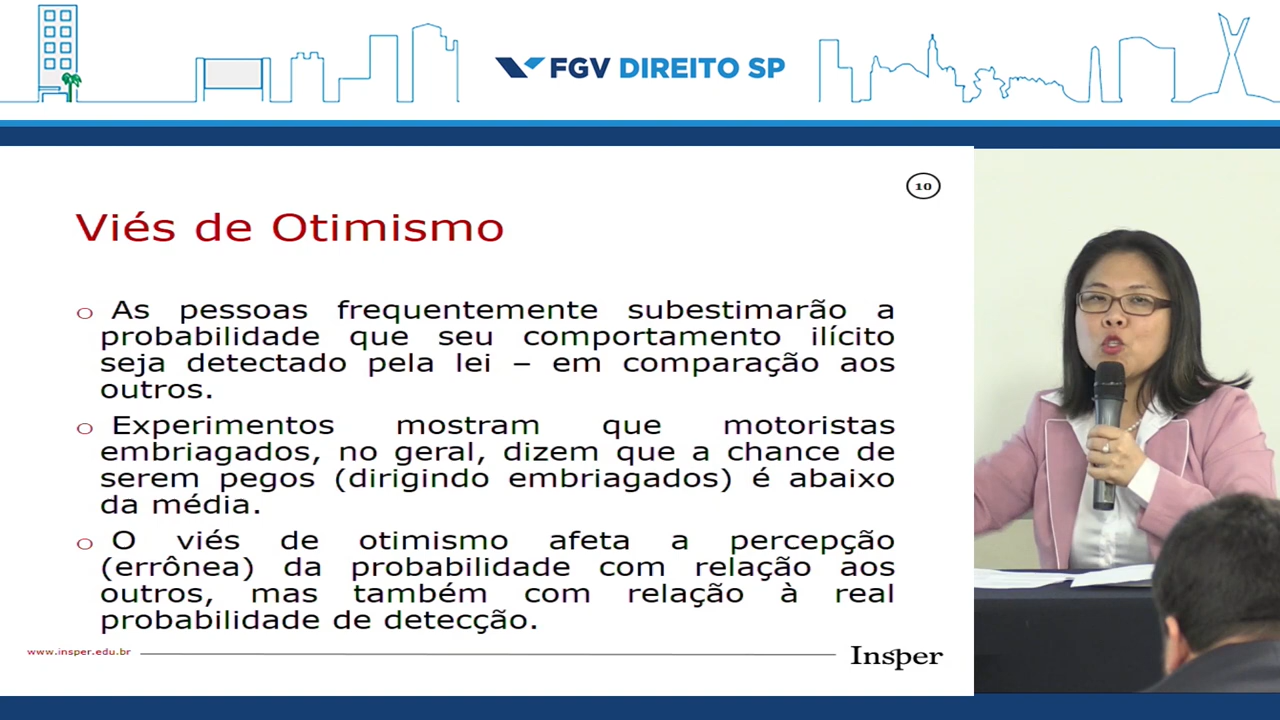 FGV DIREITO SP
10
Viés de Otimismo
o As pessoas frequentemente subestimarão a
probabilidade que seu comportamento ilícito
seja detectado pela lei – em comparação aos
outros.
o Experimentos mostram que motoristas
embriagados, no geral, dizem que a chance de
serem pegos (dirigindo embriagados) é abaixo
da média.
o O viés de otimismo afeta a percepção
(errônea) da probabilidade com relação aos
outros, mas também com relação à real
probabilidade de detecção.
www.insper.edu.br
Insper